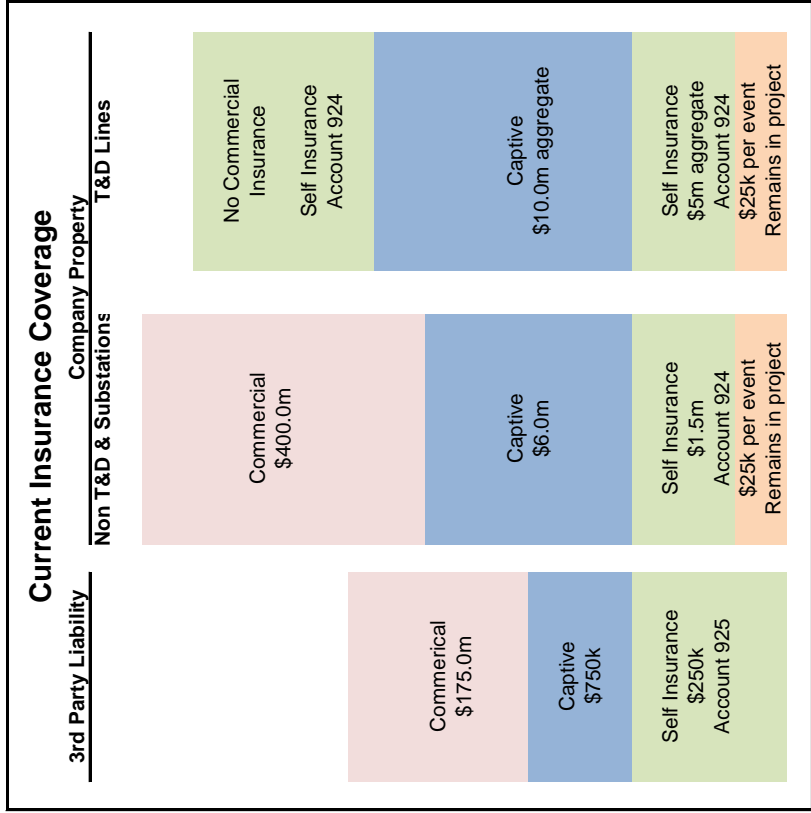 Current Insurance Coverage
3rd Party Liability
Commerical
$175.0m
Captive
$750k
Self Insurance
$250k
Account 925
Company Property
Non T&D & Substations
Commercial
$400.0m
Captive
$6.0m
Self Insurance
$1.5m
Account 924
$25k per event
Remains in project
T&D Lines
No Commercial
Insurance
Self Insurance
Account 924
Captive
$10.0m aggregate
Self Insurance
$5m aggregate
Account 924
$25k per event
Remains in project